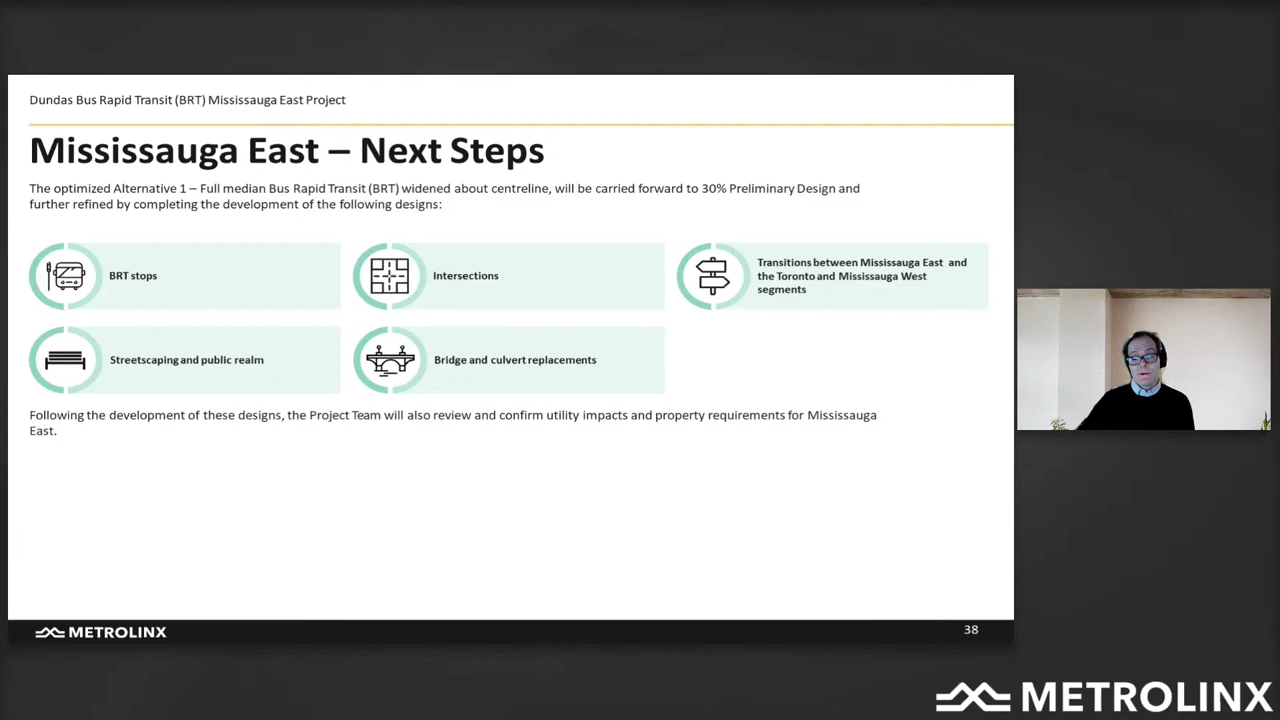 Dundas Bus Rapid Transit (BRT) Mississauga East Project
Mississauga East – Next Steps
The optimized Alternative 1 – Full median Bus Rapid Transit (BRT) widened about centreline, will be carried forward to 30% Preliminary Design and
further refined by completing the development of the following designs:
BRT stops
Intersections
Transitions between Mississauga East and
the Toronto and Mississauga West
segments
Streetscaping and public realm
Bridge and culvert replacements
Following the development of these designs, the Project Team will also review and confirm utility impacts and property requirements for Mississauga
East.
METROLINX
38
METROLINX